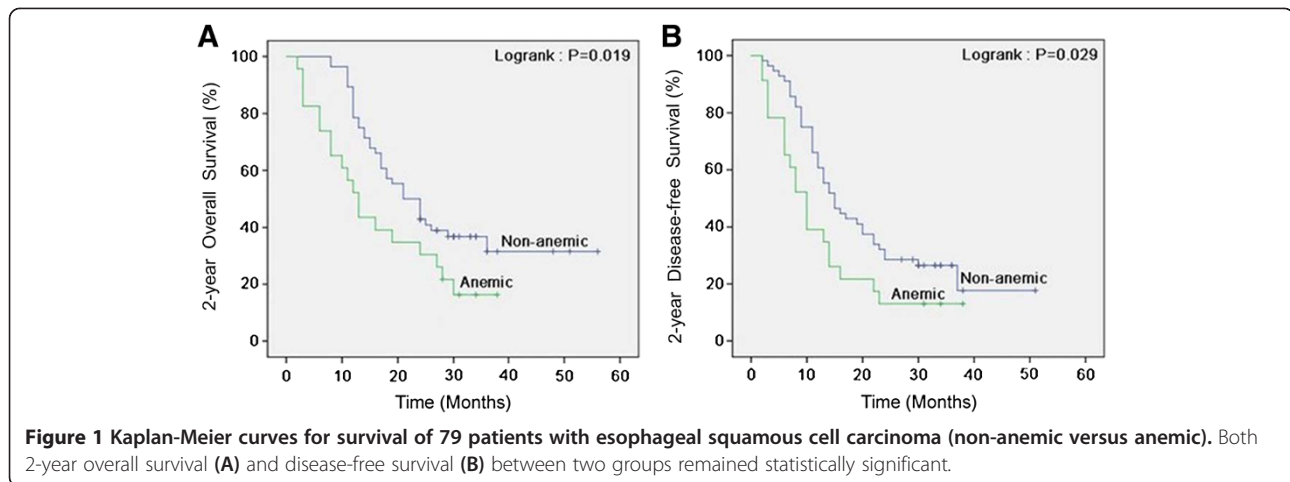 A
Logrank : P=0.019
2-year Overall Survival (%)
100
80
60
40
20
0
Non-anemic
Anemic
0 10 20 30 40 50 60
Time (Months)
B
Logrank : P=0.029
2-year Disease-free Survival (%)
100
80
60
40
20
0
Non-anemic
Anemic
0 10 20 30 40 50 60
Time (Months)
Figure 1 Kaplan-Meier curves for survival of 79 patients with esophageal squamous cell carcinoma (non-anemic versus anemic). Both
2-year overall survival (A) and disease-free survival (B) between two groups remained statistically significant.